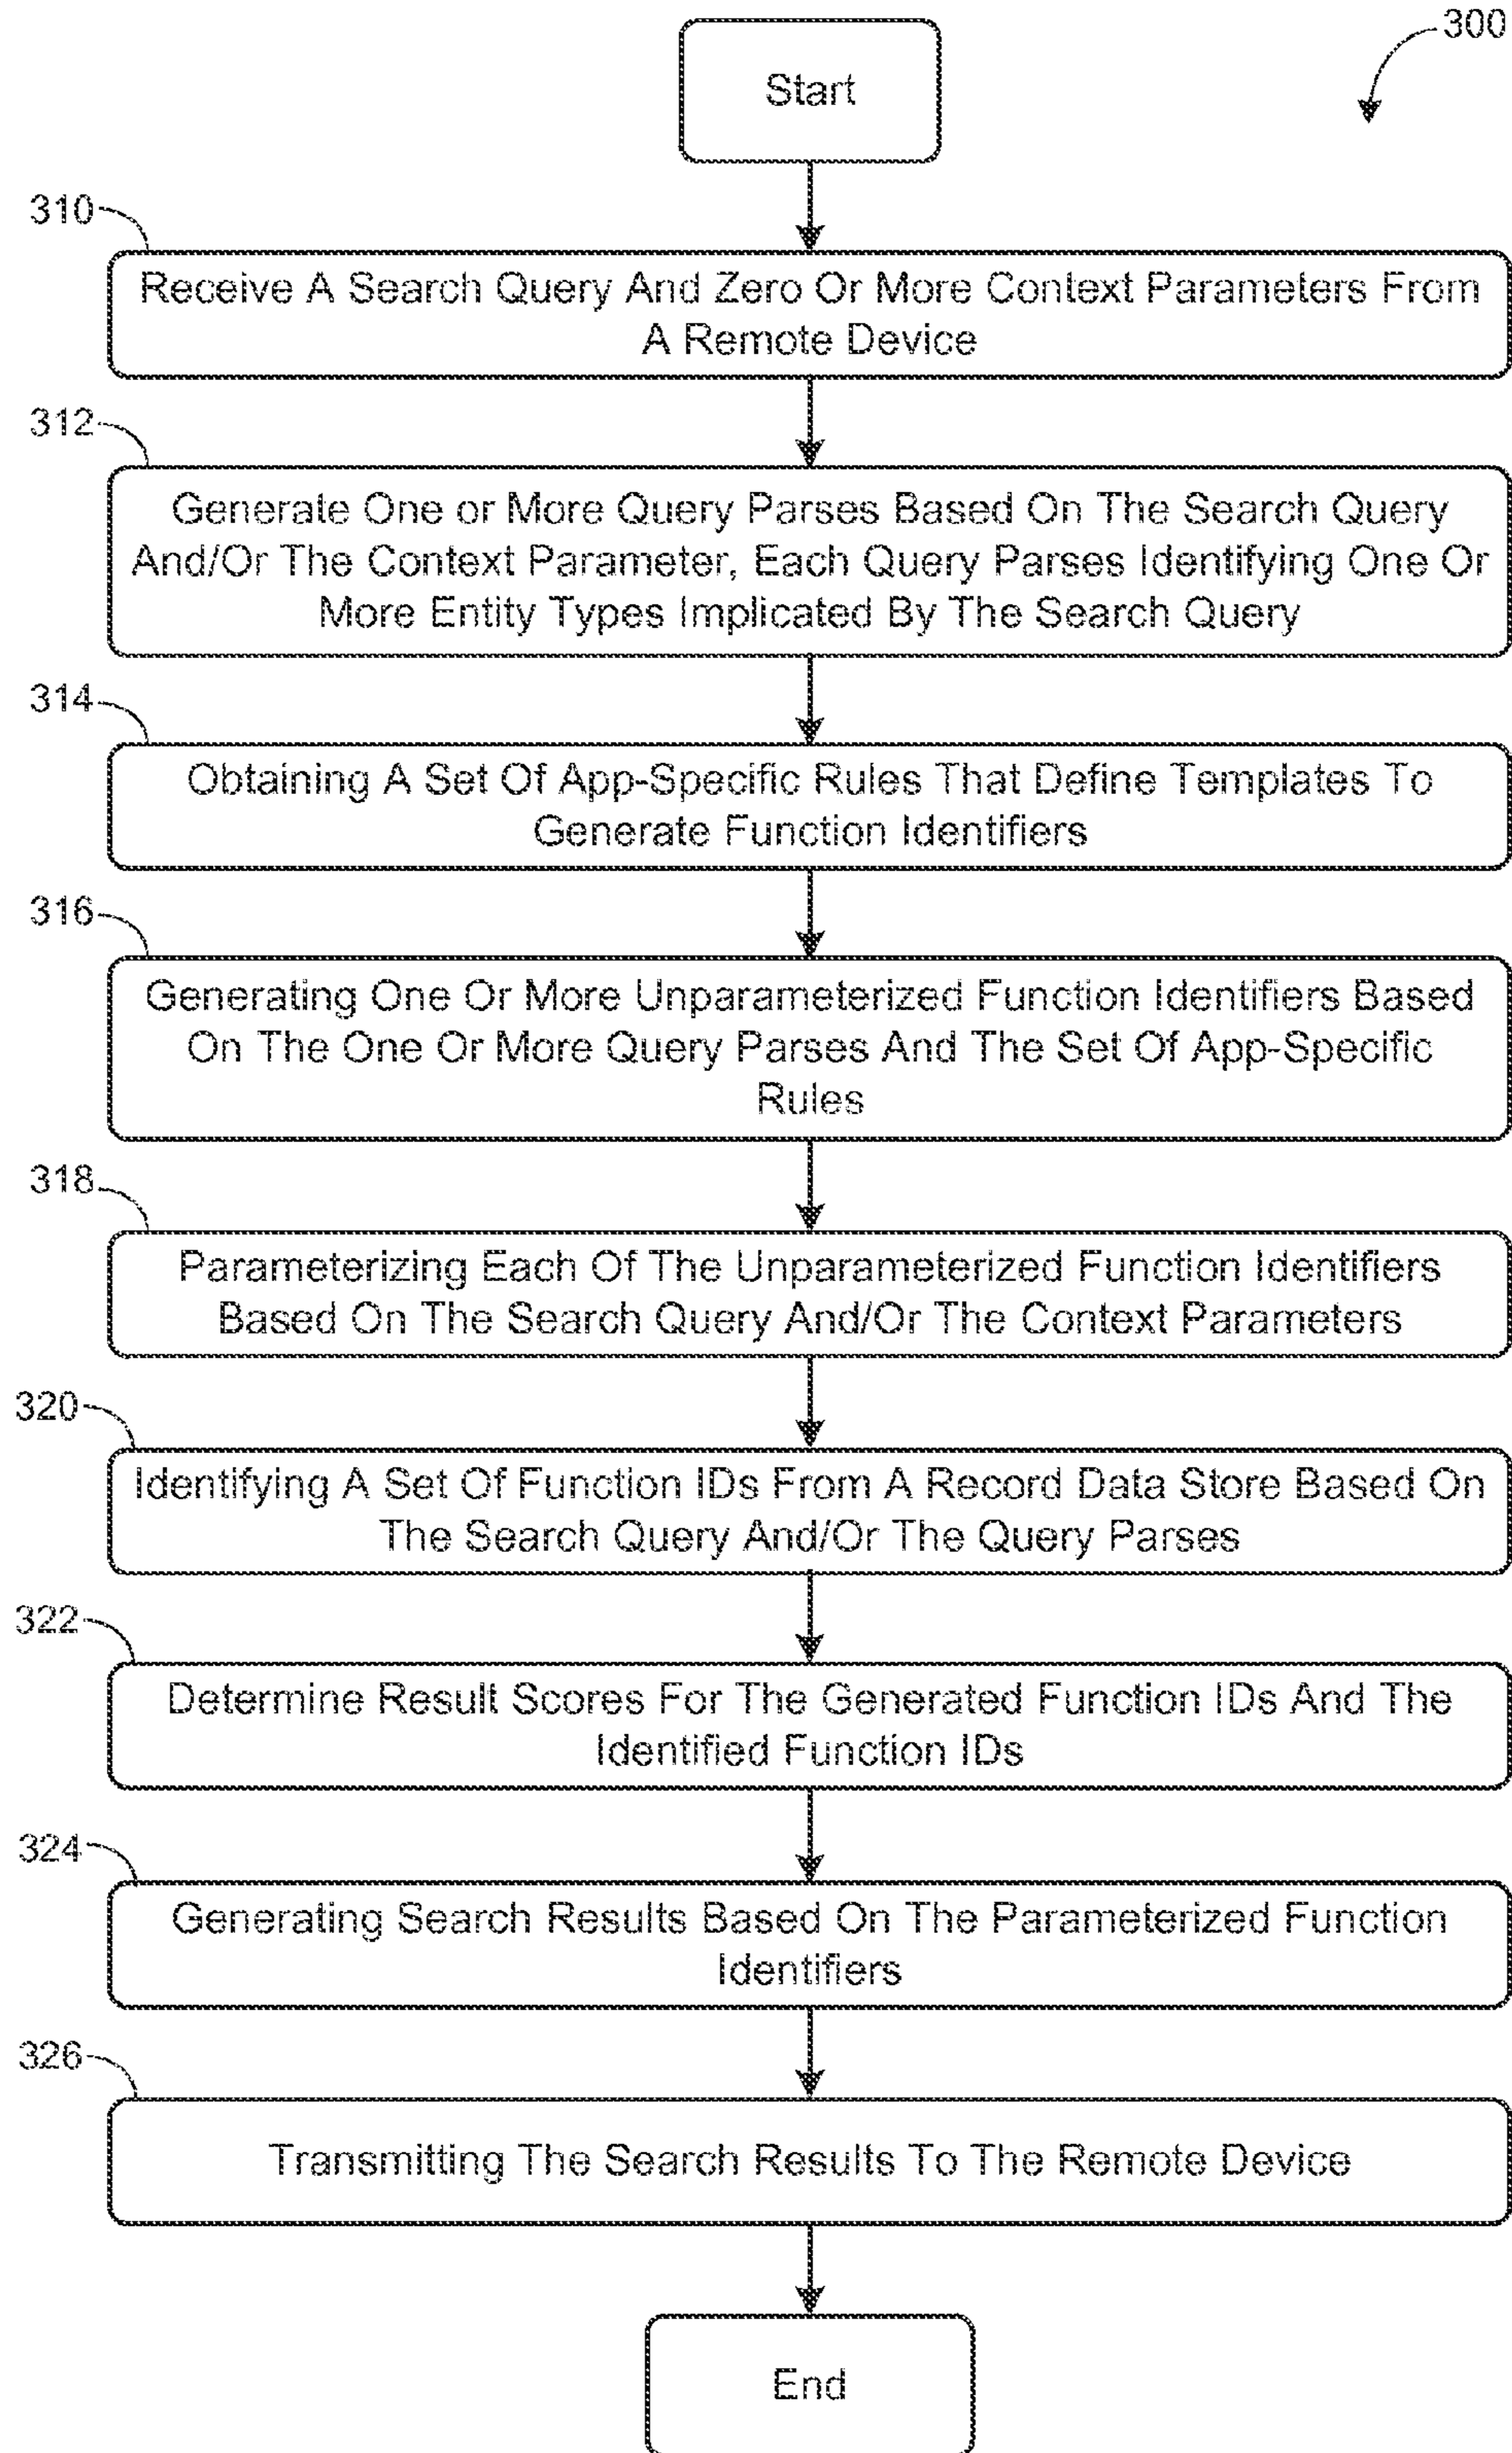 300
Start
310
Receive A Search Query And Zero Or More Context Parameters From
A Remote Device
312
Generate One or More Query Parses Based On The Search Query
And/Or The Context Parameter, Each Query Parses Identifying One Or
More Entity Types Implicated By The Search Query
314
Obtaining A Set Of App-Specific Rules That Define Templates To
Generate Function Identifiers
316
Generating One Or More Unparameterized Function Identifiers Based
On The One Or More Query Parses And The Set Of App-Specific
Rules
318
Parameterizing Each Of The Unparameterized Function Identifiers
Based On The Search Query And/Or The Context Parameters
320
Identifying A Set Of Function IDs From A Record Data Store Based On
The Search Query And/Or The Query Parses
322
Determine Result Scores For The Generated Function IDs And The
Identified Function IDs
324
Generating Search Results Based On The Parameterized Function
Identifiers
326
Transmitting The Search Results To The Remote Device
End